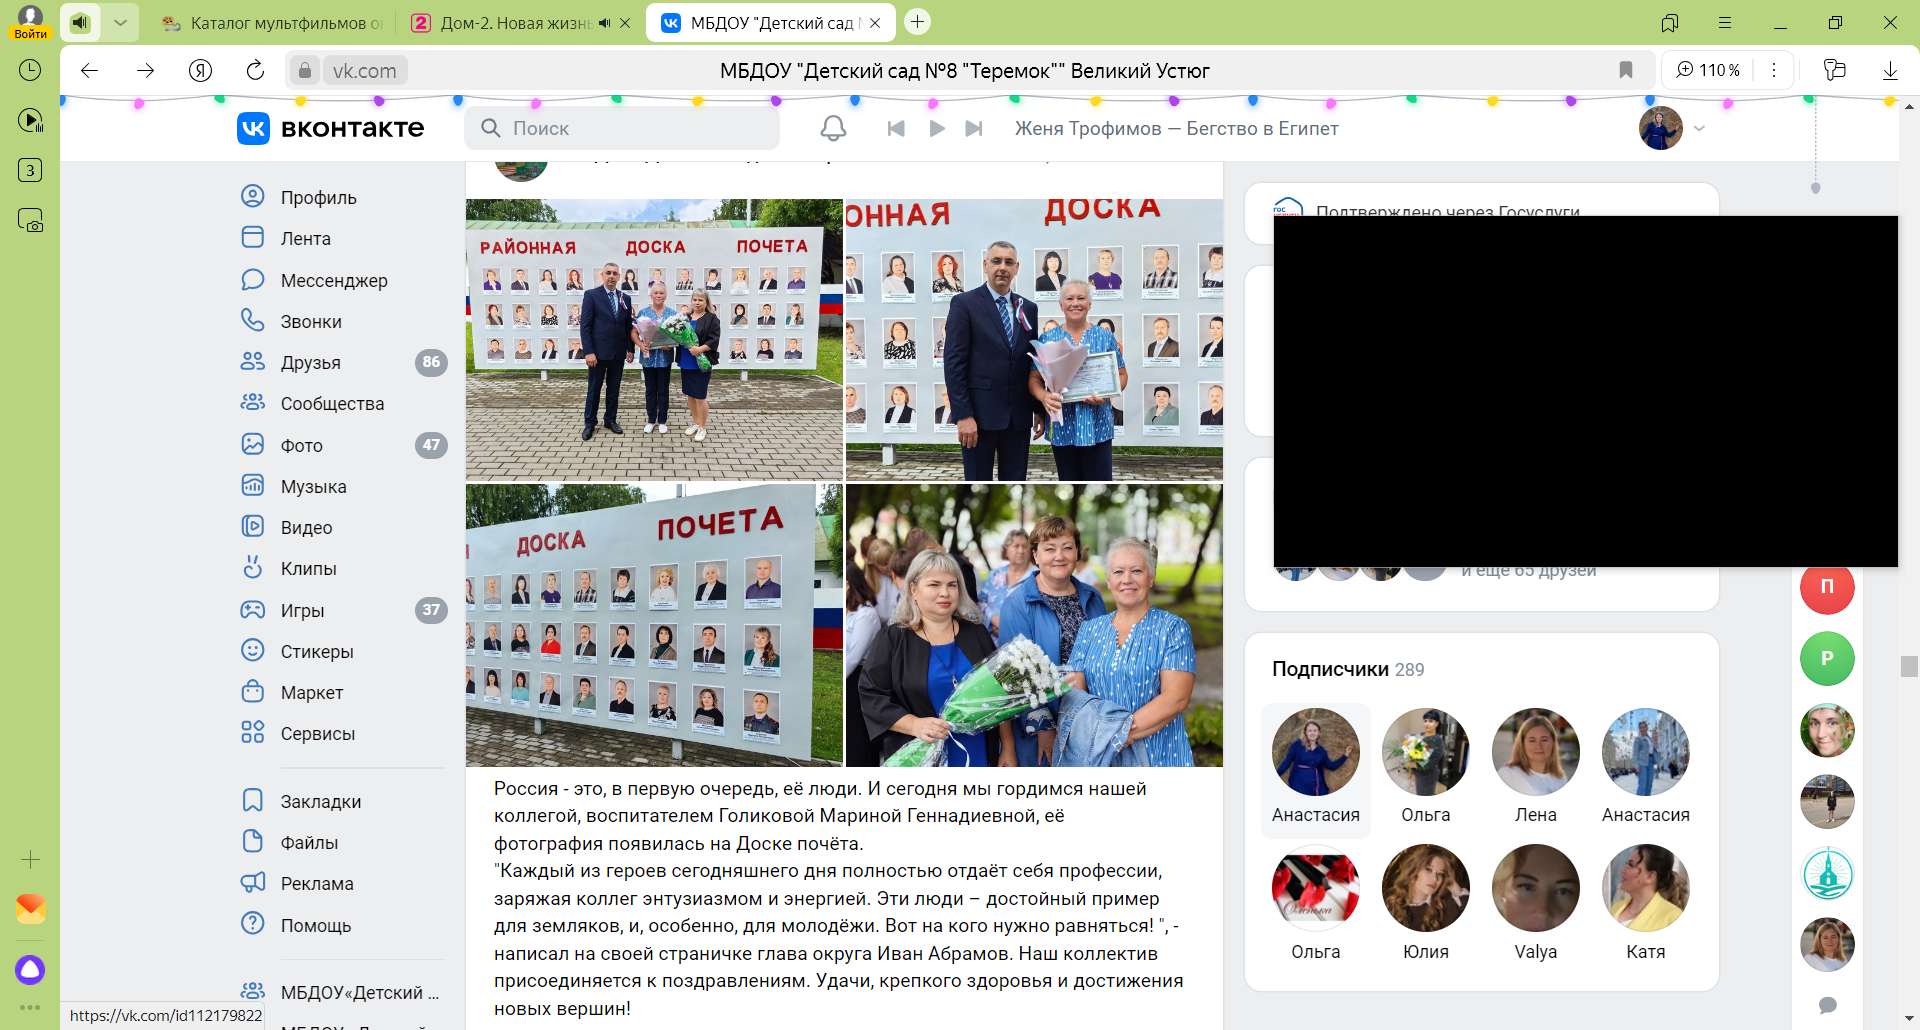 Войти
Каталог мультфильмов о
Дом-2. Новая жизнь
МБДОУ "Детский сад
vk.com
МБДОУ "Детский сад №8 "Теремок"" Великий Устюг
110 %
3
вконтакте
Поиск
Женя Трофимов — Бегство в Египет
Профиль
Лента
Мессенджер
Звонки
Друзья 86
Сообщества
Фото 47
Музыка
Видео
Клипы
Игры 37
Стикеры
Маркет
Сервисы
Закладки
Файлы
Реклама
Помощь
МБДОУ«Детский ...
https://vk.com/id112179822
РАЙОННАЯ ДОСКА ПОЧЕТА
ОННАЯ ДОСКА
ДОСКА ПОЧЕТА
Россия - это, в первую очередь, её люди. И сегодня мы гордимся нашей
коллегой, воспитателем Голиковой Мариной Геннадиевной, её
фотография появилась на Доске почёта.
"Каждый из героев сегодняшнего дня полностью отдаёт себя профессии,
заряжая коллег энтузиазмом и энергией. Эти люди – достойный пример
для земляков, и, особенно, для молодёжи. Вот на кого нужно равняться! ", -
написал на своей страничке глава округа Иван Абрамов. Наш коллектив
присоединяется к поздравлениям. Удачи, крепкого здоровья и достижения
новых вершин!
гос
Подтверждено через Госуслуги
и ещё 65 друзей
Подписчики 289
Анастасия
Ольга
Лена
Анастасия
Ольга
Юлия
Valya
Катя
П
Р